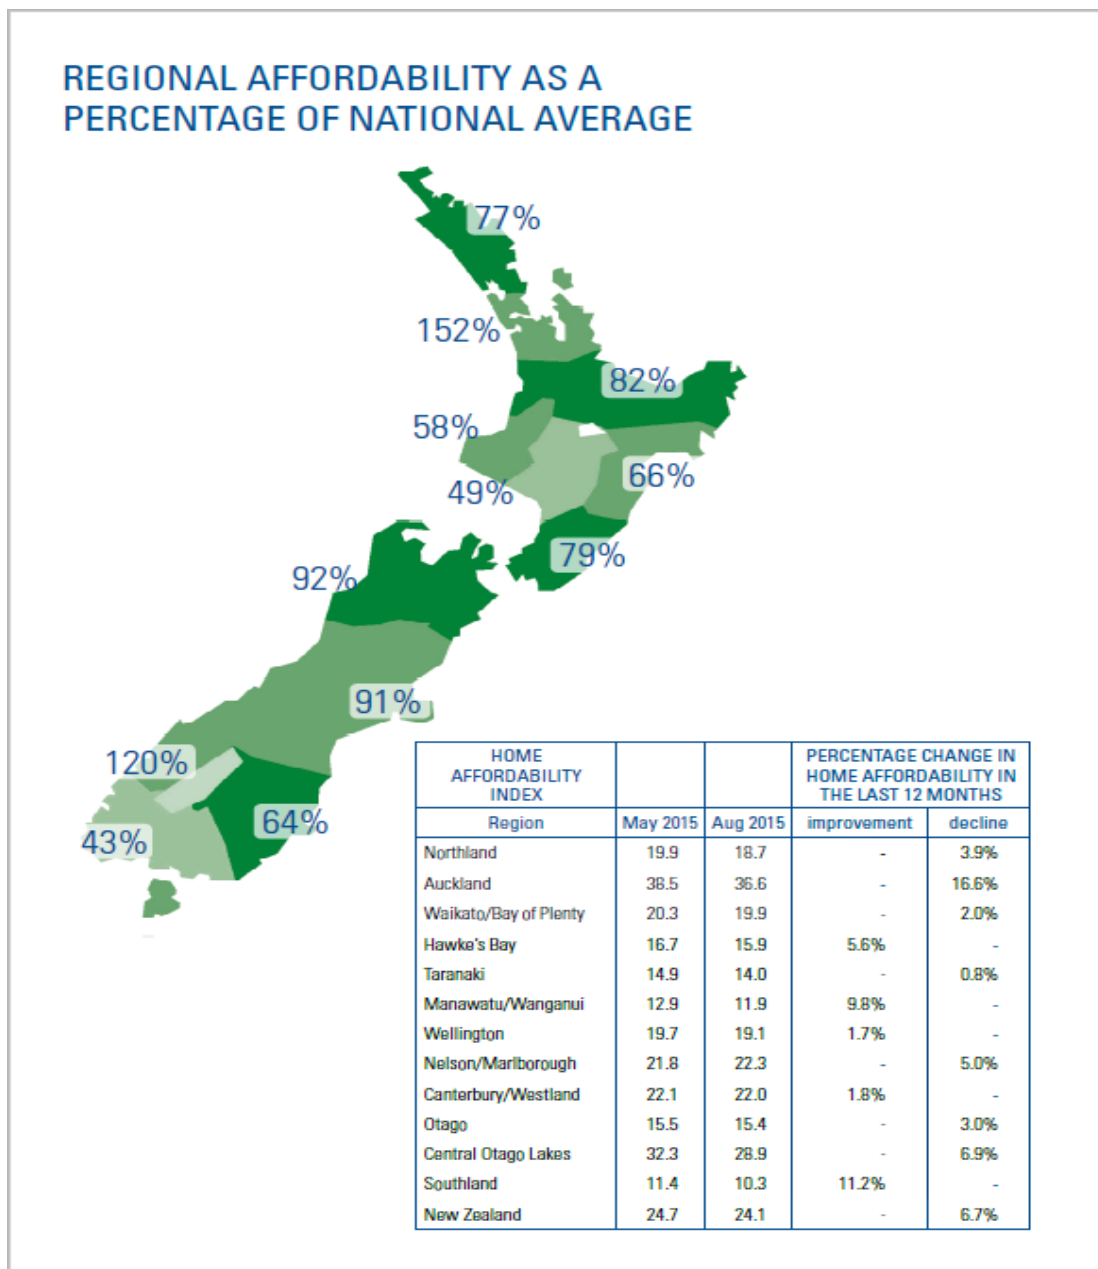 REGIONAL AFFORDABILITY AS A
PERCENTAGE OF NATIONAL AVERAGE
77%
152%
82%
58%
66%
49%
79%
92%
91%
120%
64%
43%
HOME AFFORDABILITY INDEX PERCENTAGE CHANGE IN HOME AFFORDABILITY IN THE LAST 12 MONTHS
Region May 2015 Aug 2015 improvement decline
Northland 19.9 18.7 - 3.9%
Auckland 38.5 36.6 - 16.6%
Waikato/Bay of Plenty 20.3 19.9 - 2.0%
Hawke's Bay 16.7 15.9 5.6% -
Taranaki 14.9 14.0 - 0.8%
Manawatu/Wanganui 12.9 11.9 9.8% -
Wellington 19.7 19.1 1.7% -
Nelson/Marlborough 21.8 22.3 - 5.0%
Canterbury/Westland 22.1 22.0 1.8% -
Otago 15.5 15.4 - 3.0%
Central Otago Lakes 32.3 28.9 - 6.9%
Southland 11.4 10.3 11.2% -
New Zealand 24.7 24.1 - 6.7%